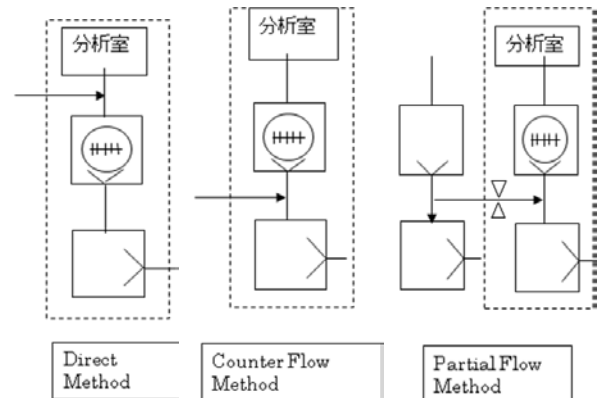 分析室
分析室
分析室
Direct
Method
Counter Flow
Method
Partial Flow
Method